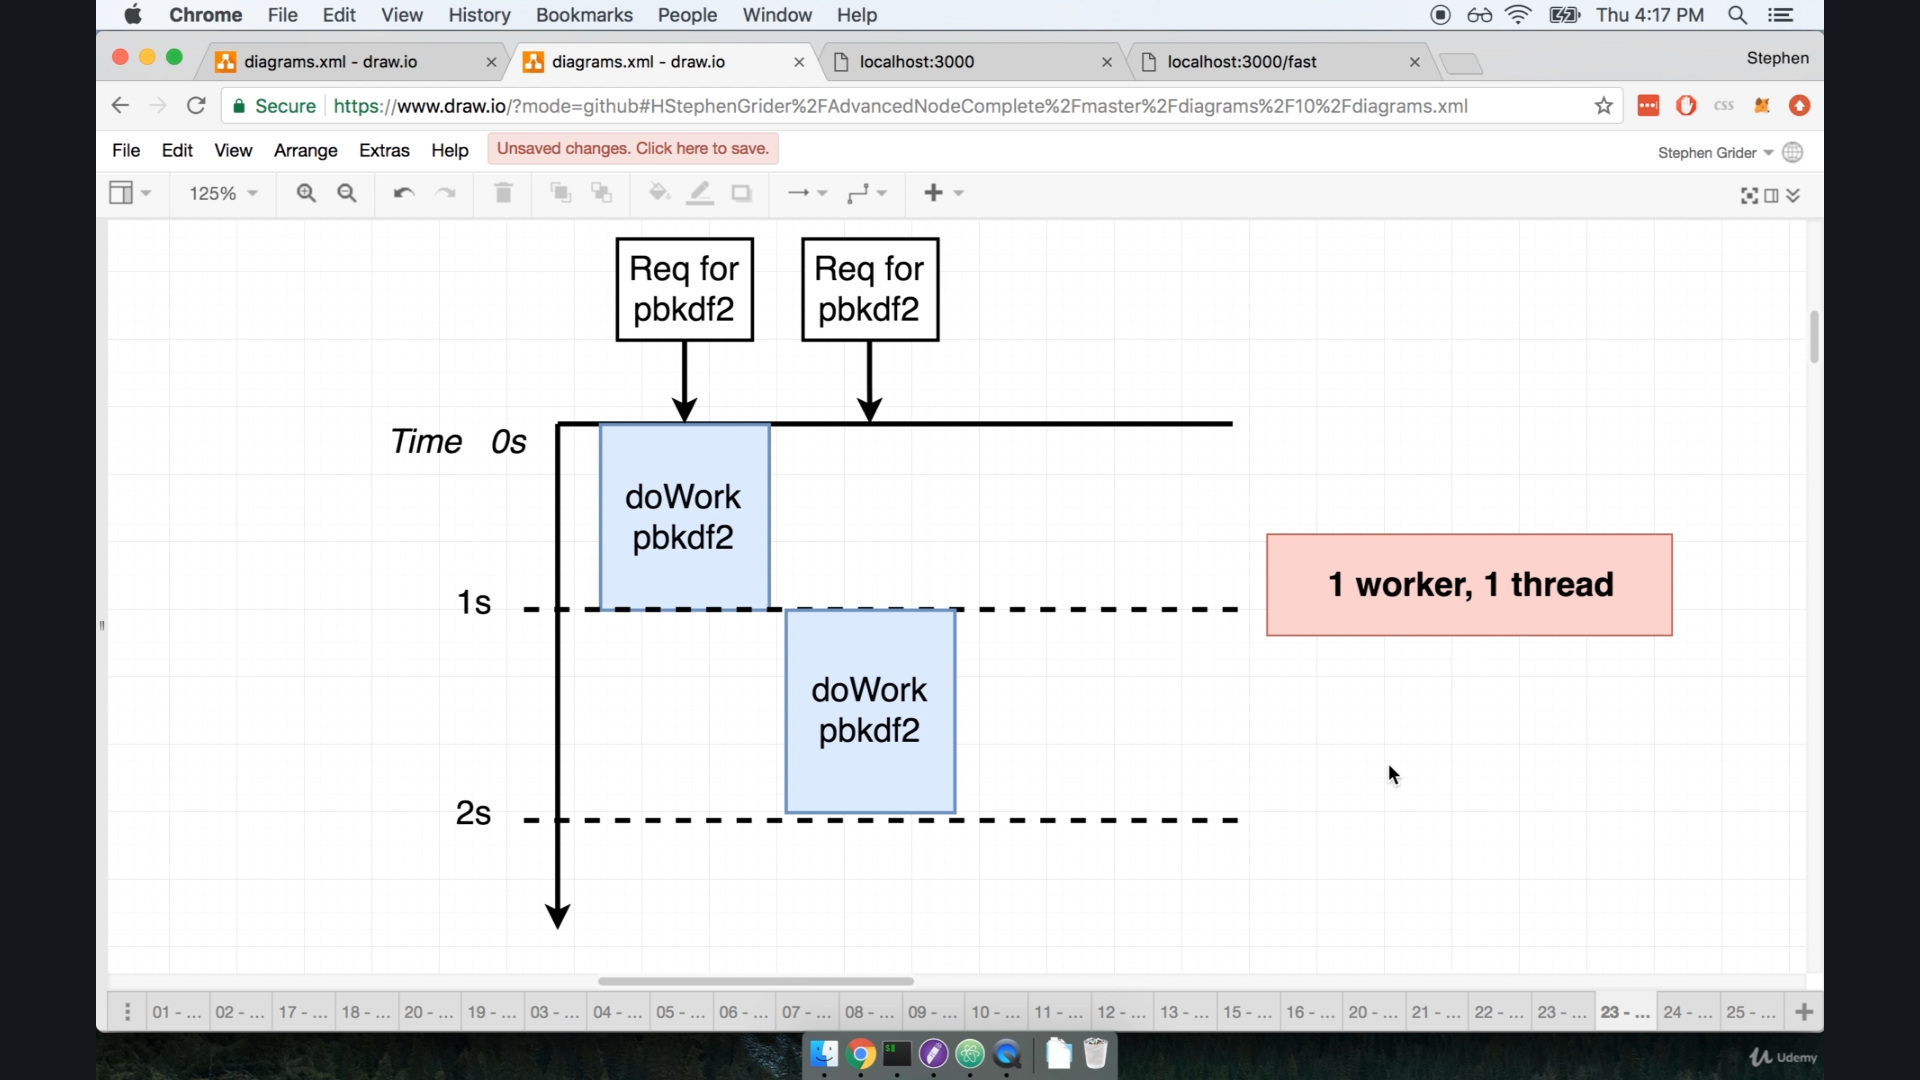 Chrome File Edit View History Bookmarks People Window Help Thu 4:17 PM
diagrams.xml - draw.io diagrams.xml - draw.io localhost:3000 localhost:3000/fast Stephen
Secure https://www.draw.io/?mode=github#HStephenGrider%2FAdvancedNodeComplete%2Fmaster%2Fdiagrams%2F10%2Fdiagrams.xml css
File Edit View Arrange Extras Help Unsaved changes. Click here to save. Stephen Grider
125%
Req for
pbkdf2
Req for
pbkdf2
Time 0s
doWork
pbkdf2
1 worker, 1 thread
1s
doWork
pbkdf2
2s
01 - ... 02 - ... 17 - ... 18 - ... 20 - ... 19 - ... 03 - ... 04 - ... 05 - ... 06 - ... 07 - ... 08 - ... 09 - ... 10 - ... 11 - ... 12 - ... 13 - ... 15 - ... 16 - ... 20 - ... 21 - ... 22 - ... 23 - ... 23 - ... 24 - ... 25 - ...
Udemy